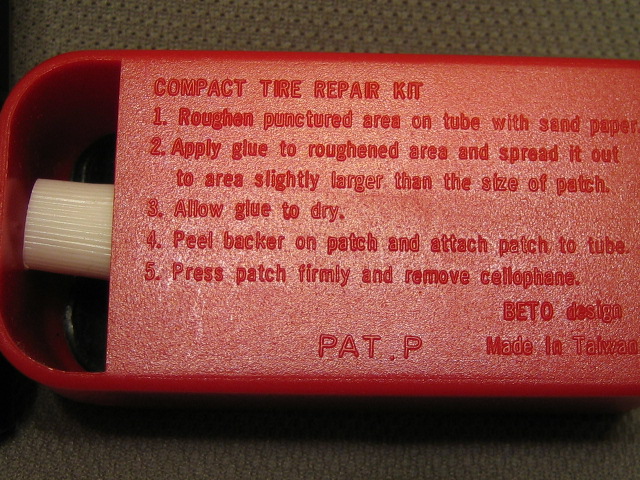 COMPACT TIRE REPAIR KIT
1. Roughen punctured area on tube with sand paper
2. Apply glue to roughened area and spread it out
to area slightly larger than the size of patch.
3. Allow glue to dry.
4. Peel backer on patch and attach patch to tube.
5. Press patch firmly and remove cellophane.
BETO design
PAT.P Made In Taiwan